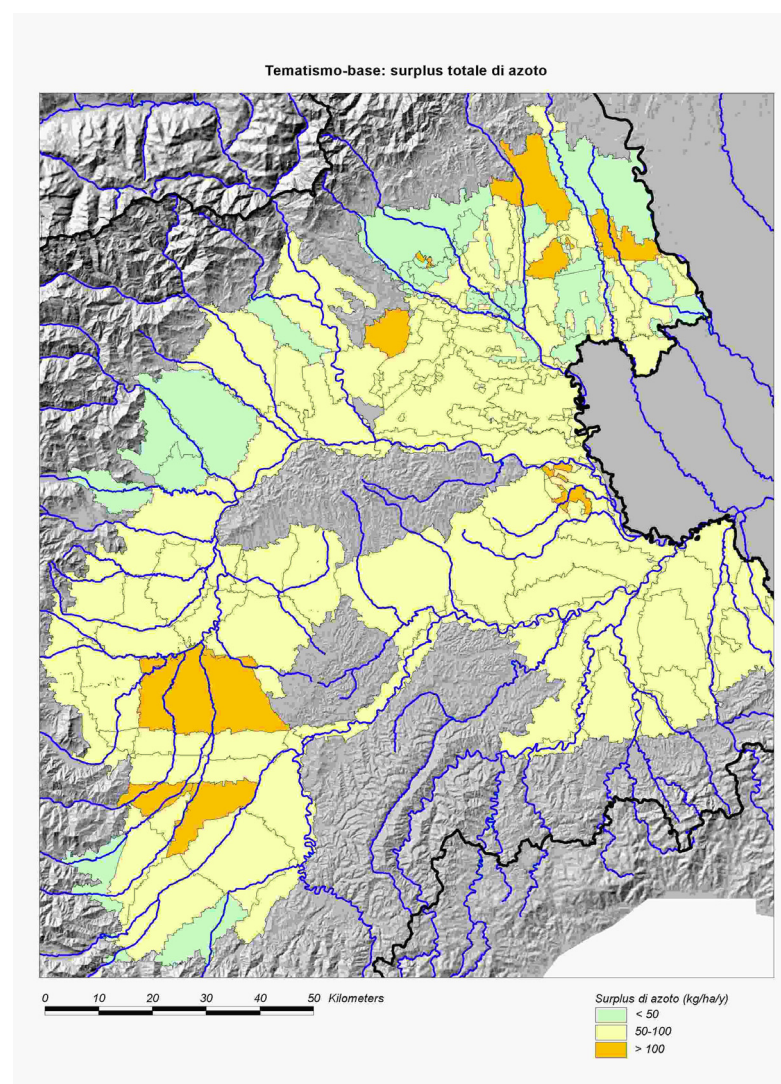 Tematismo-base: surplus totale di azoto
0 10 20 30 40 50 Kilometers
Surplus di azoto (kg/ha/y)
< 50
50-100
> 100